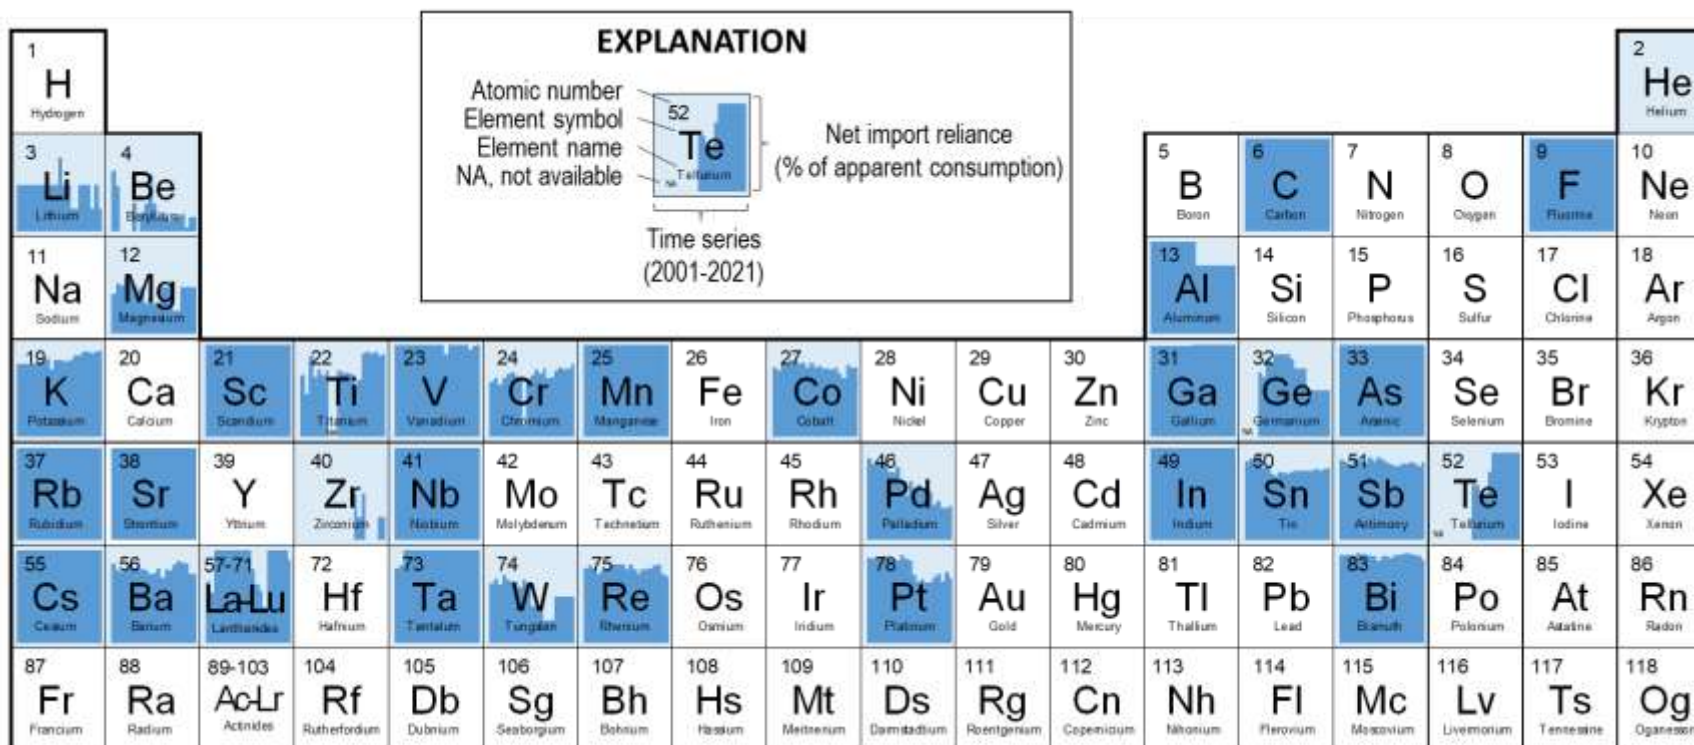 EXPLANATION
Atomic number
Element symbol
Element name
NA, not available
52
Te
Tellurium
NA
Net import reliance
(% of apparent consumption)
Time series
(2001-2021)
1 2
H He
Hydrogen Helium
3 4 5 6 7 8 9 10
Li Be B C N O F Ne
Lithium Beryllium Boron Carbon Nitrogen Oxygen Fluorine Neon
11 12 13 14 15 16 17 18
Na Mg Al Si P S Cl Ar
Sodium Magnesium Aluminum Silicon Phosphorus Sulfur Chlorine Argon
19 20 21 22 23 24 25 26 27 28 29 30 31 32 33 34 35 36
K Ca Sc Ti V Cr Mn Fe Co Ni Cu Zn Ga Ge As Se Br Kr
Potassium Calcium Scandium Titanium Vanadium Chromium Manganese Iron Cobalt Nickel Copper Zinc Gallium NA Germanium Arsenic Selenium Bromine Krypton
37 38 39 40 41 42 43 44 45 46 47 48 49 50 51 52 53 54
Rb Sr Y Zr Nb Mo Tc Ru Rh Pd Ag Cd In Sn Sb Te I Xe
Rubidium Strontium Yttrium Zirconium Niobium Molybdenum Technetium Ruthenium Rhodium Palladium Silver Cadmium Indium Tin Antimony NA Tellurium Iodine Xenon
55 56 57-71 72 73 74 75 76 77 78 79 80 81 82 83 84 85 86
Cs Ba La-Lu Hf Ta W Re Os Ir Pt Au Hg Tl Pb Bi Po At Rn
Cesium Barium Lanthanides Hafnium Tantalum Tungsten Rhenium Osmium Iridium Platinum Gold Mercury Thallium Lead Bismuth Polonium Astatine Radon
87 88 89-103 104 105 106 107 108 109 110 111 112 113 114 115 116 117 118
Fr Ra Ac-Lr Rf Db Sg Bh Hs Mt Ds Rg Cn Nh Fl Mc Lv Ts Og
Francium Radium Actinides Rutherfordium Dubnium Seaborgium Bohrium Hassium Meitnerium Darmstadtium Roentgenium Copernicium Nihonium Flerovium Moscovium Livermorium Tennessine Oganesson